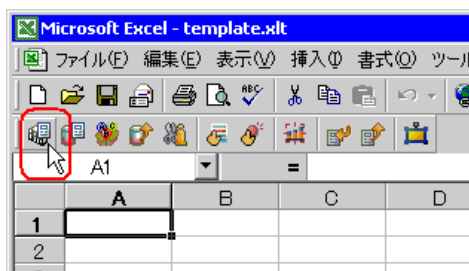 Microsoft Excel - template.xlt
ファイル(F) 編集(E) 表示(V) 挿入(I) 書式(O) ツール
ABC
A1 =
A B C D
1
2